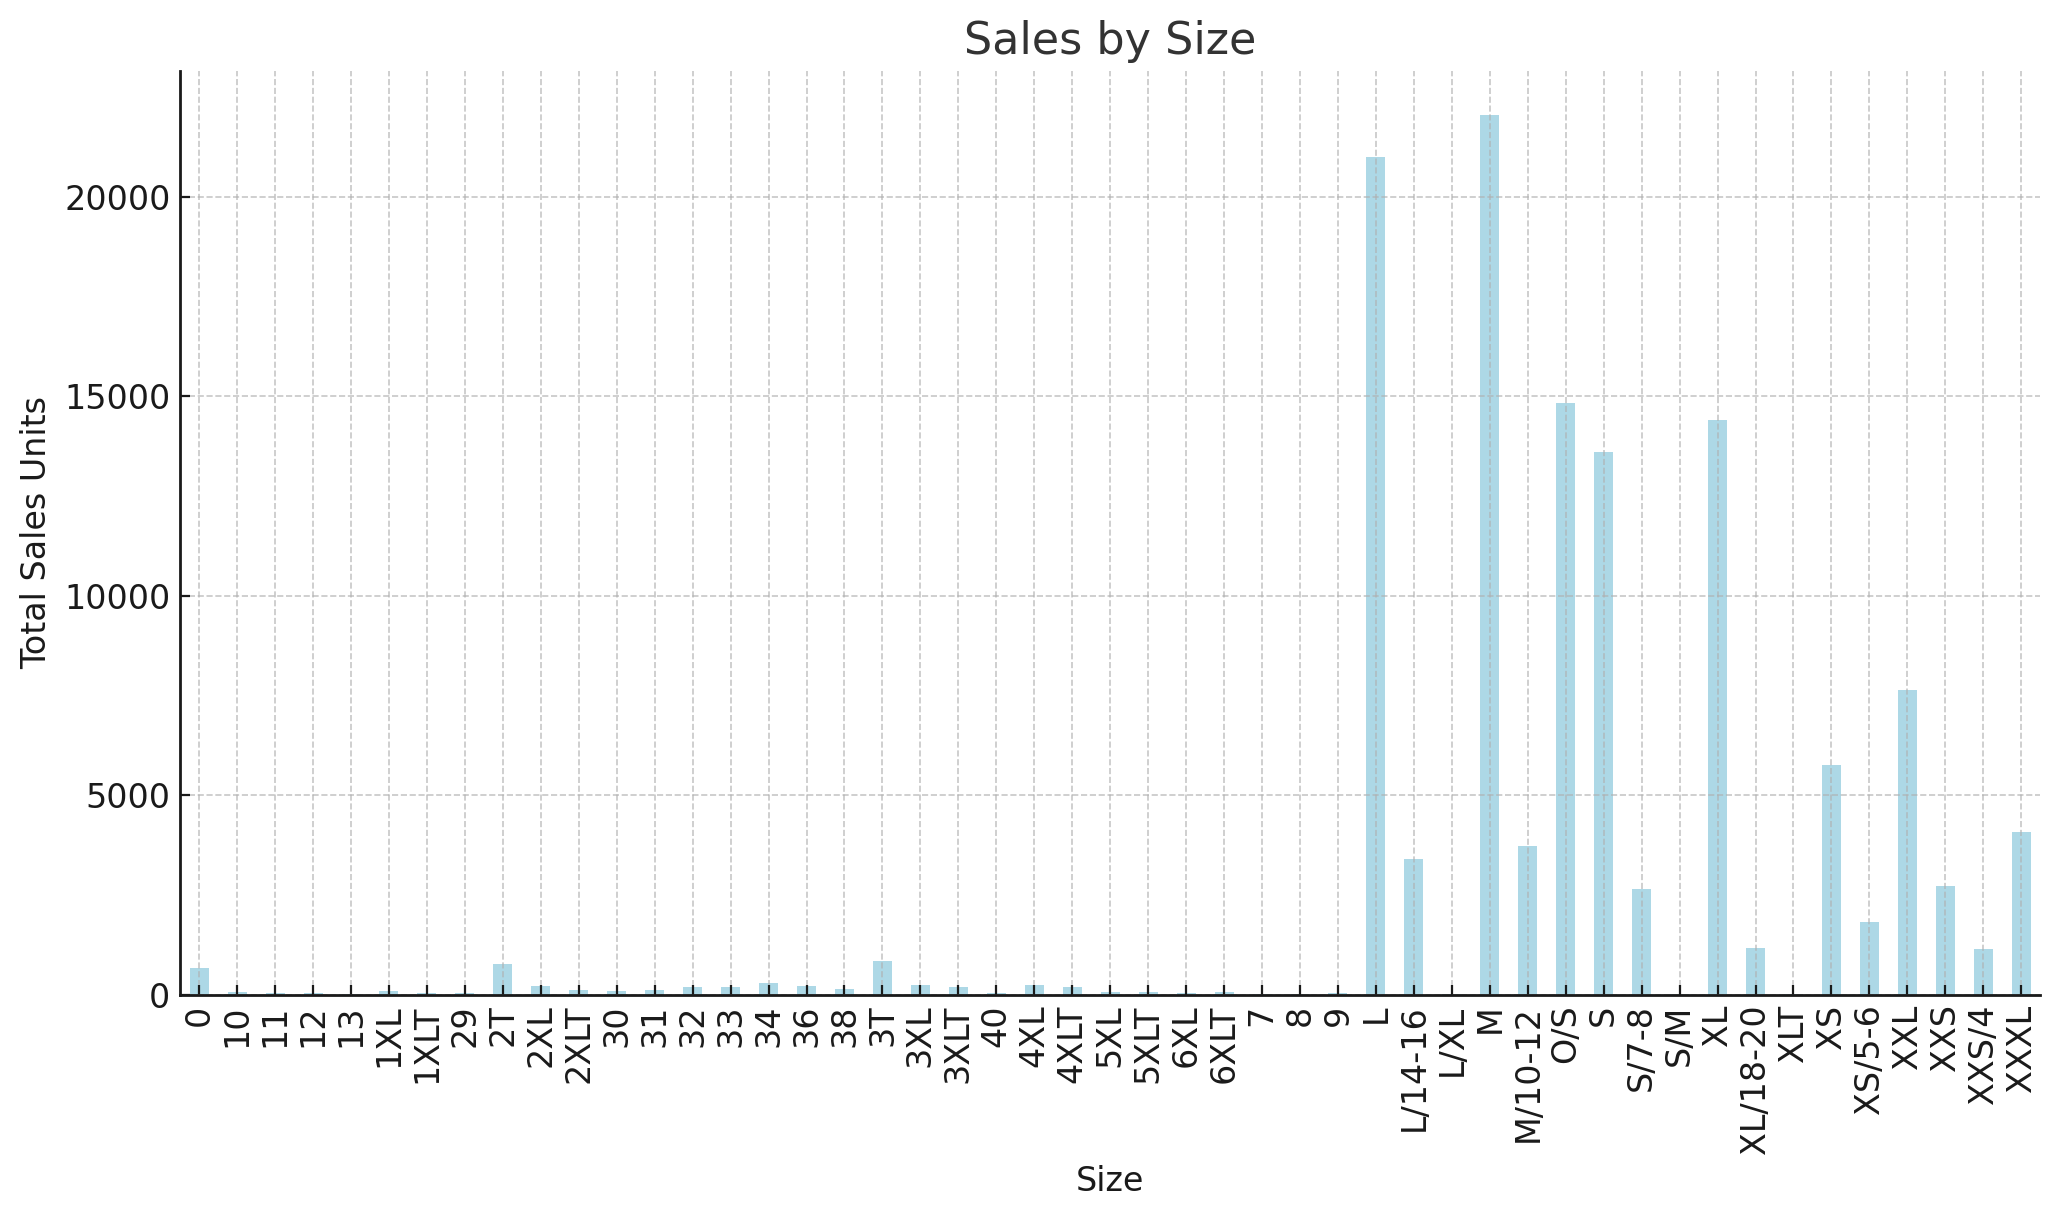 Sales by Size
Total Sales Units
20000
15000
10000
5000
0
0
10
11
12
13
1XL
1XLT
29
2T
2XL
2XLT
30
31
32
33
34
36
38
3T
3XL
3XLT
40
4XL
4XLT
5XL
5XLT
6XL
6XLT
7
8
9
L
L/14-16
L/XL
M
M/10-12
O/S
S
S/7-8
S/M
XL
XL/18-20
XLT
XS
XS/5-6
XXL
XXS
XXS/4
XXXL
Size